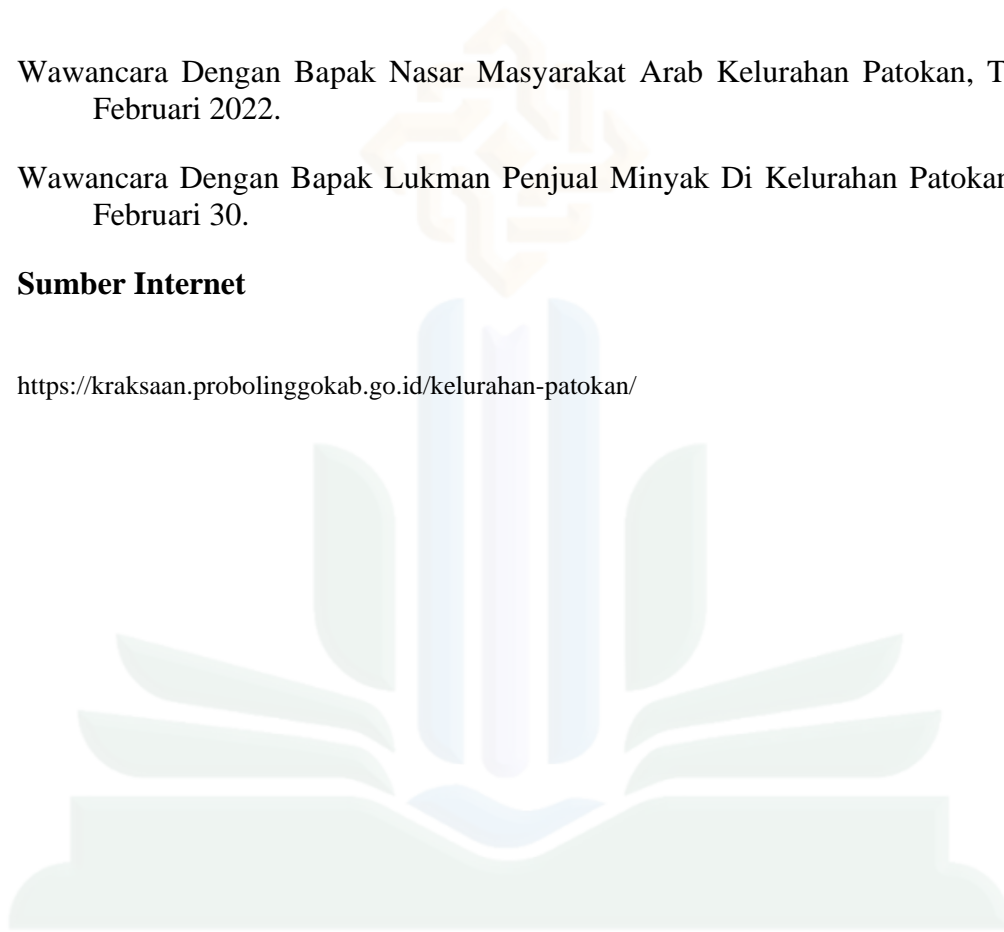 Wawancara Dengan Bapak Nasar Masyarakat Arab Kelurahan Patokan,
Februari 2022.
Wawancara Dengan Bapak Lukman Penjual Minyak Di Kelurahan
Februari 30.
Sumber Internet
https://kraksaan.probolinggokab.go.id/kelurahan-patokan/